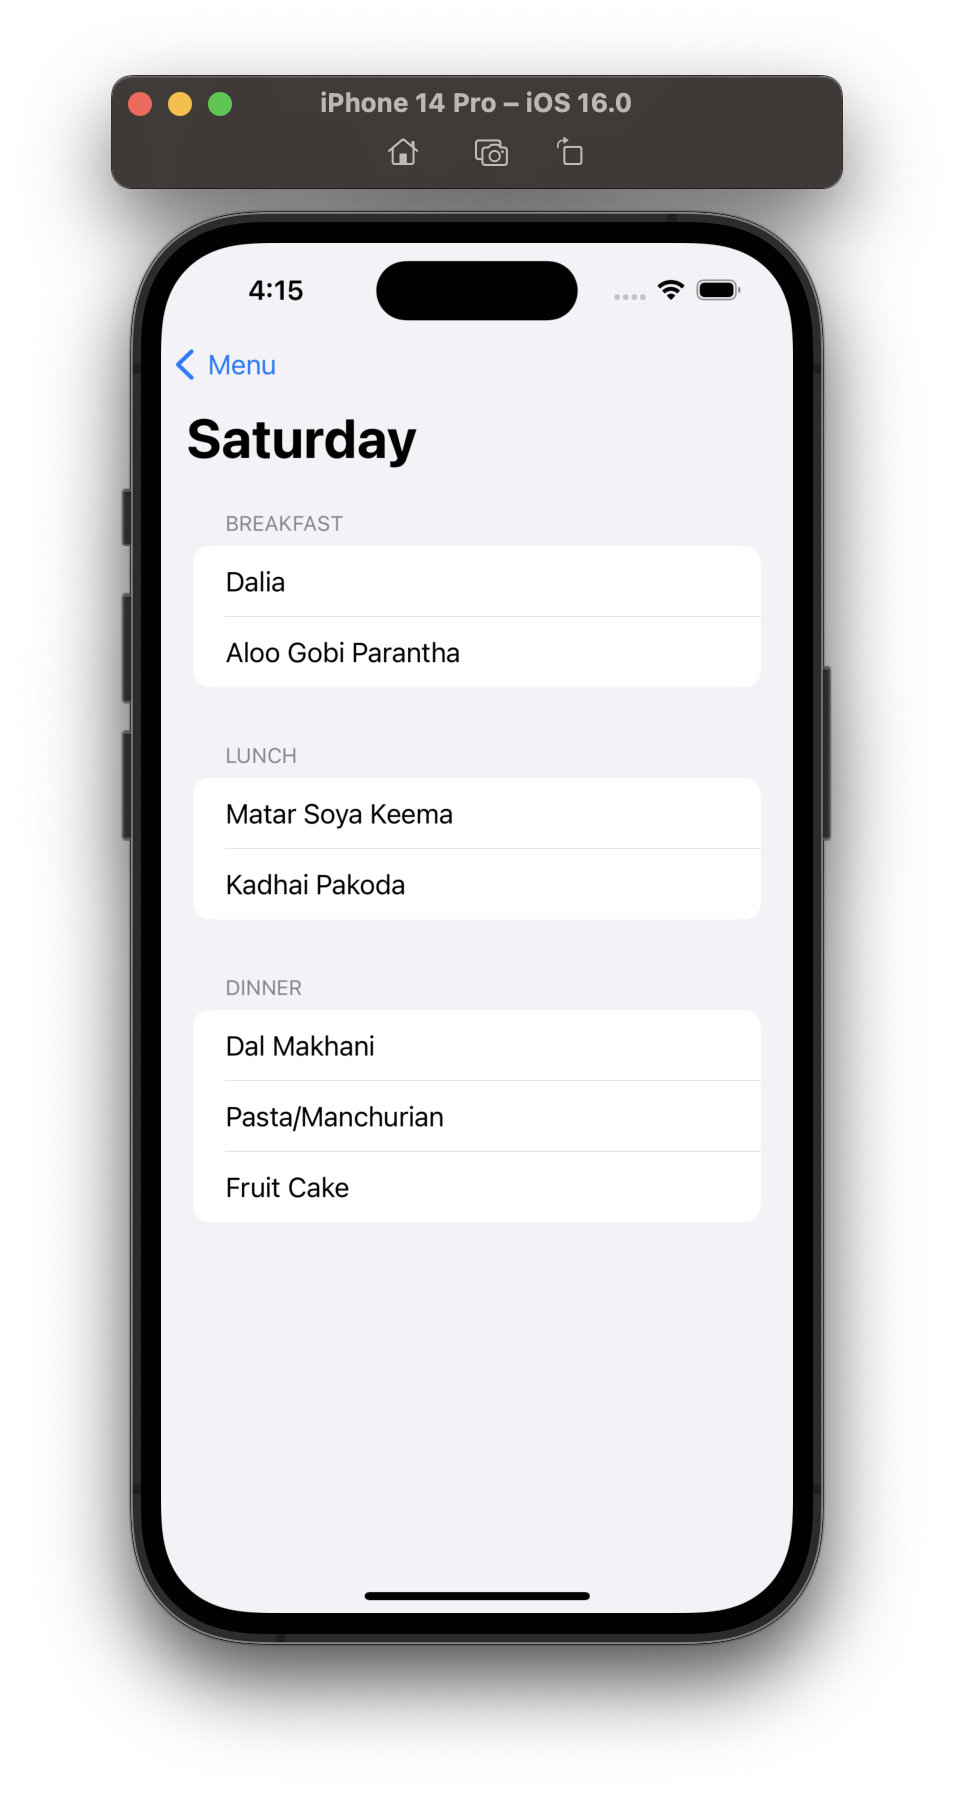 iPhone 14 Pro – iOS 16.0
4:15
Menu
Saturday
BREAKFAST
Dalia
Aloo Gobi Parantha
LUNCH
Matar Soya Keema
Kadhai Pakoda
DINNER
Dal Makhani
Pasta/Manchurian
Fruit Cake